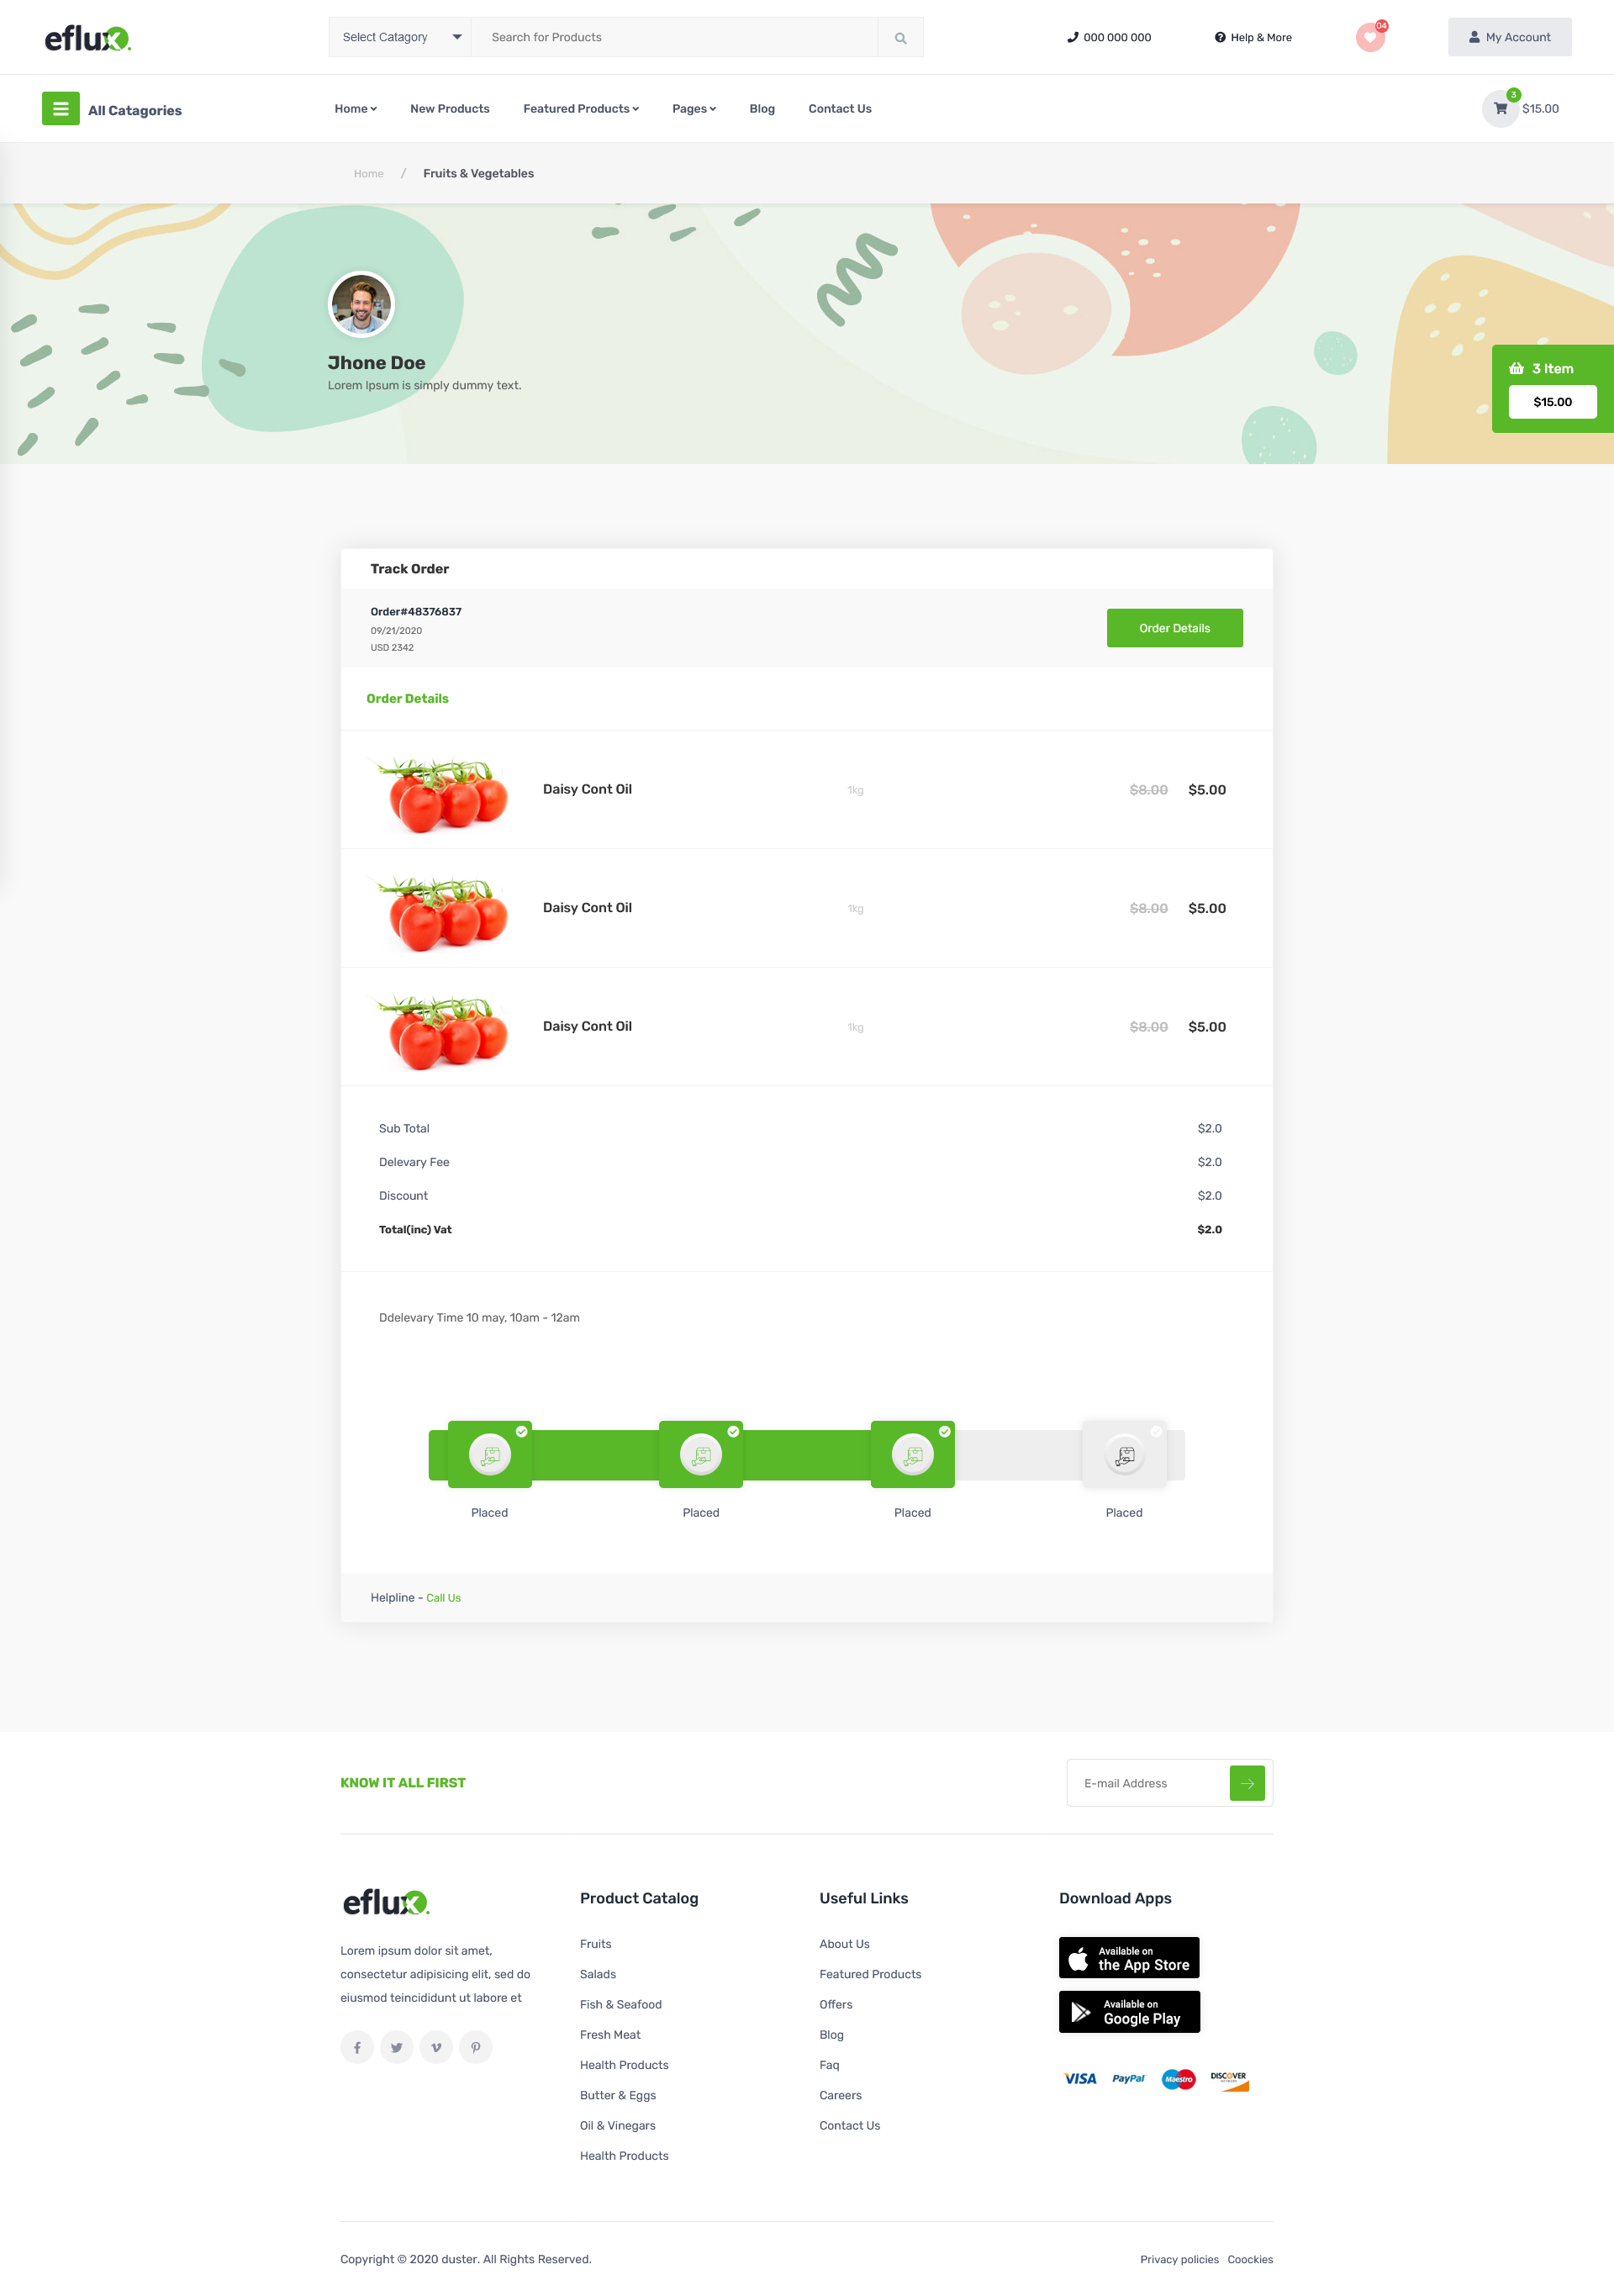 eflux.
Select Catagory
Search for Products
000 000 000
Help & More
04
My Account
All Catagories
Home
New Products
Featured Products
Pages
Blog
Contact Us
3
$15.00
Home / Fruits & Vegetables
Jhone Doe
Lorem Ipsum is simply dummy text.
3 Item
$15.00
Track Order
Order#48376837
09/21/2020
USD 2342
Order Details
Order Details
Daisy Cont Oil 1kg $8.00 $5.00
Daisy Cont Oil 1kg $8.00 $5.00
Daisy Cont Oil 1kg $8.00 $5.00
Sub Total $2.0
Delevary Fee $2.0
Discount $2.0
Total(inc) Vat $2.0
Ddelevary Time 10 may, 10am - 12am
Placed Placed Placed Placed
Helpline - Call Us
KNOW IT ALL FIRST
E-mail Address
eflux.
Lorem ipsum dolor sit amet,
consectetur adipisicing elit, sed do
eiusmod teincididunt ut labore et
Product Catalog
Fruits
Salads
Fish & Seafood
Fresh Meat
Health Products
Butter & Eggs
Oil & Vinegars
Health Products
Useful Links
About Us
Featured Products
Offers
Blog
Faq
Careers
Contact Us
Download Apps
Available on
the App Store
Available on
Google Play
VISA PayPal Maestro DISCOVER
NETWORK
Copyright © 2020 duster. All Rights Reserved.
Privacy policies Coockies